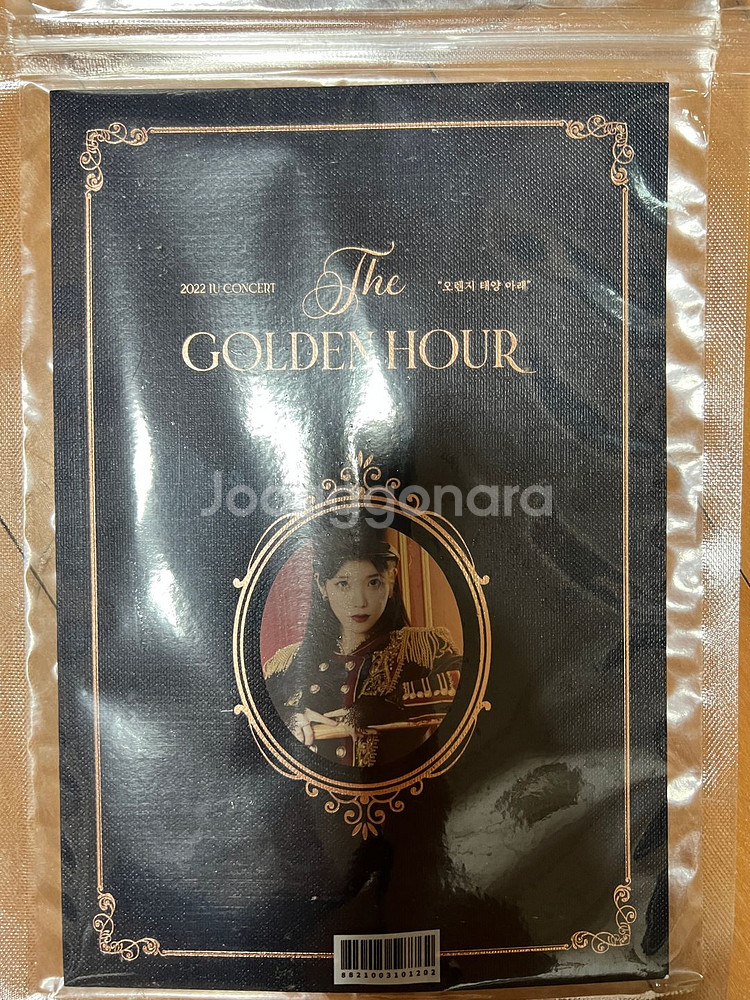 The
2022 IU CONCERT
"오렌지 태양 아래"
GOLDEN HOUR
Joonggonara
8821003101202